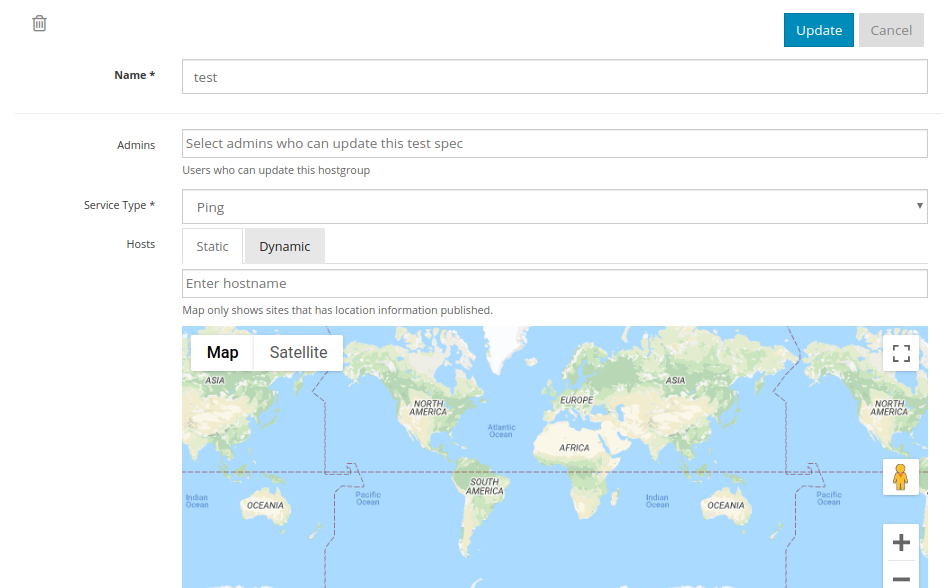 Update Cancel
Name * test
Admins Select admins who can update this test spec
Users who can update this hostgroup
Service Type * Ping
Hosts Static Dynamic
Enter hostname
Map only shows sites that has location information published.
Map Satellite
ASIA
NORTH
AMERICA
EUROPE
ASIA
NORTH
AMERICA
Atlantic
Ocean
AFRICA
SOUTH
AMERICA
Indian
Ocean
OCEANIA
Pacific
Ocean
Indian
Ocean
OCEANIA
Pacific
Ocean